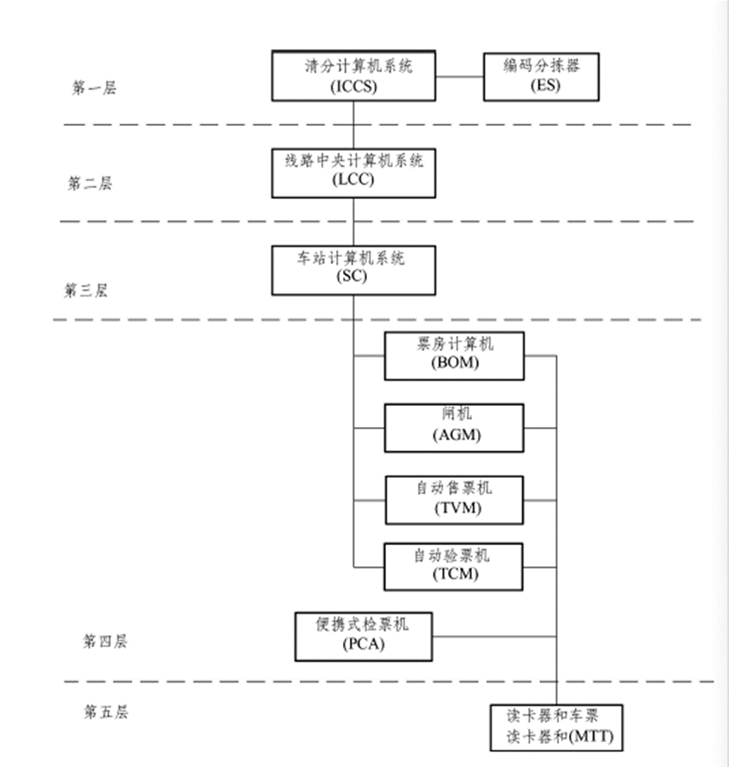 清分计算机系统
(ICCS)
编码分拣器
(ES)
第一层
线路中央计算机系统
(LCC)
第二层
车站计算机系统
(SC)
第三层
票房计算机
(BOM)
闸机
(AGM)
自动售票机
(TVM)
自动验票机
(TCM)
便携式检票机
(PCA)
第四层
第五层
读卡器和车票
读卡器和(MTT)